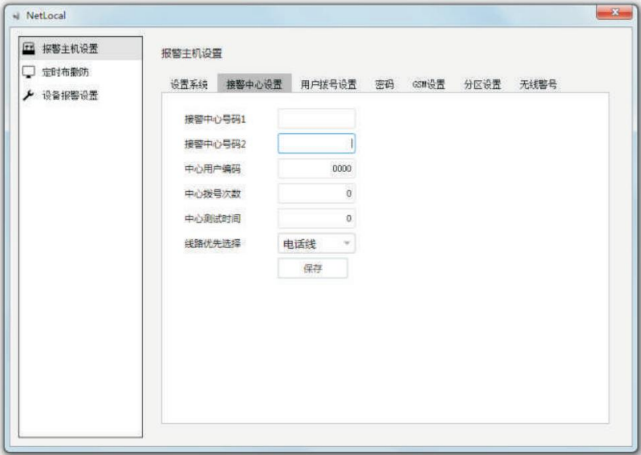 NetLocal
报警主机设置
定时布撤防
设备报警设置
报警主机设置
设置系统 接警中心设置 用户拨号设置 密码 GSM设置 分区设置 无线警号
接警中心号码1
接警中心号码2
中心用户编码 0000
中心拨号次数 0
中心测试时间 0
线路优先选择 电话线
保存